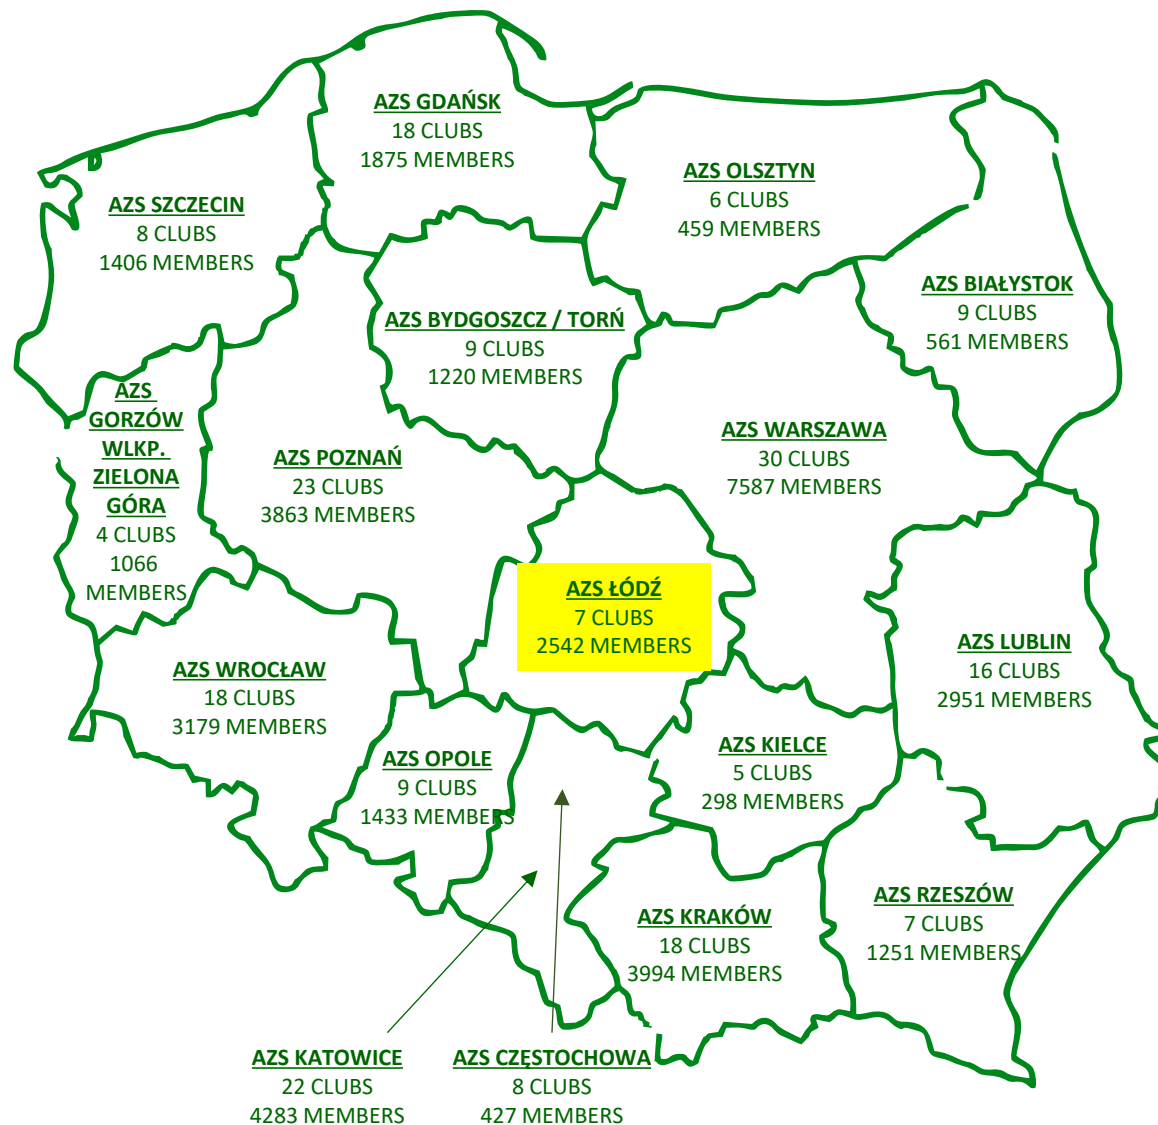 AZS GDAŃSK
18 CLUBS
1875 MEMBERS
AZS OLSZTYN
6 CLUBS
459 MEMBERS
AZS SZCZECIN
8 CLUBS
1406 MEMBERS
AZS BIAŁYSTOK
9 CLUBS
561 MEMBERS
AZS BYDGOSZCZ / TORŃ
9 CLUBS
1220 MEMBERS
AZS
GORZÓW
WLKP.
ZIELONA
GÓRA
4 CLUBS
1066
MEMBERS
AZS POZNAŃ
23 CLUBS
3863 MEMBERS
AZS WARSZAWA
30 CLUBS
7587 MEMBERS
AZS ŁÓDŹ
7 CLUBS
2542 MEMBERS
AZS LUBLIN
16 CLUBS
2951 MEMBERS
AZS WROCŁAW
18 CLUBS
3179 MEMBERS
AZS OPOLE
9 CLUBS
1433 MEMBERS
AZS KIELCE
5 CLUBS
298 MEMBERS
AZS RZESZÓW
7 CLUBS
1251 MEMBERS
AZS KRAKÓW
18 CLUBS
3994 MEMBERS
AZS KATOWICE
22 CLUBS
4283 MEMBERS
AZS CZĘSTOCHOWA
8 CLUBS
427 MEMBERS